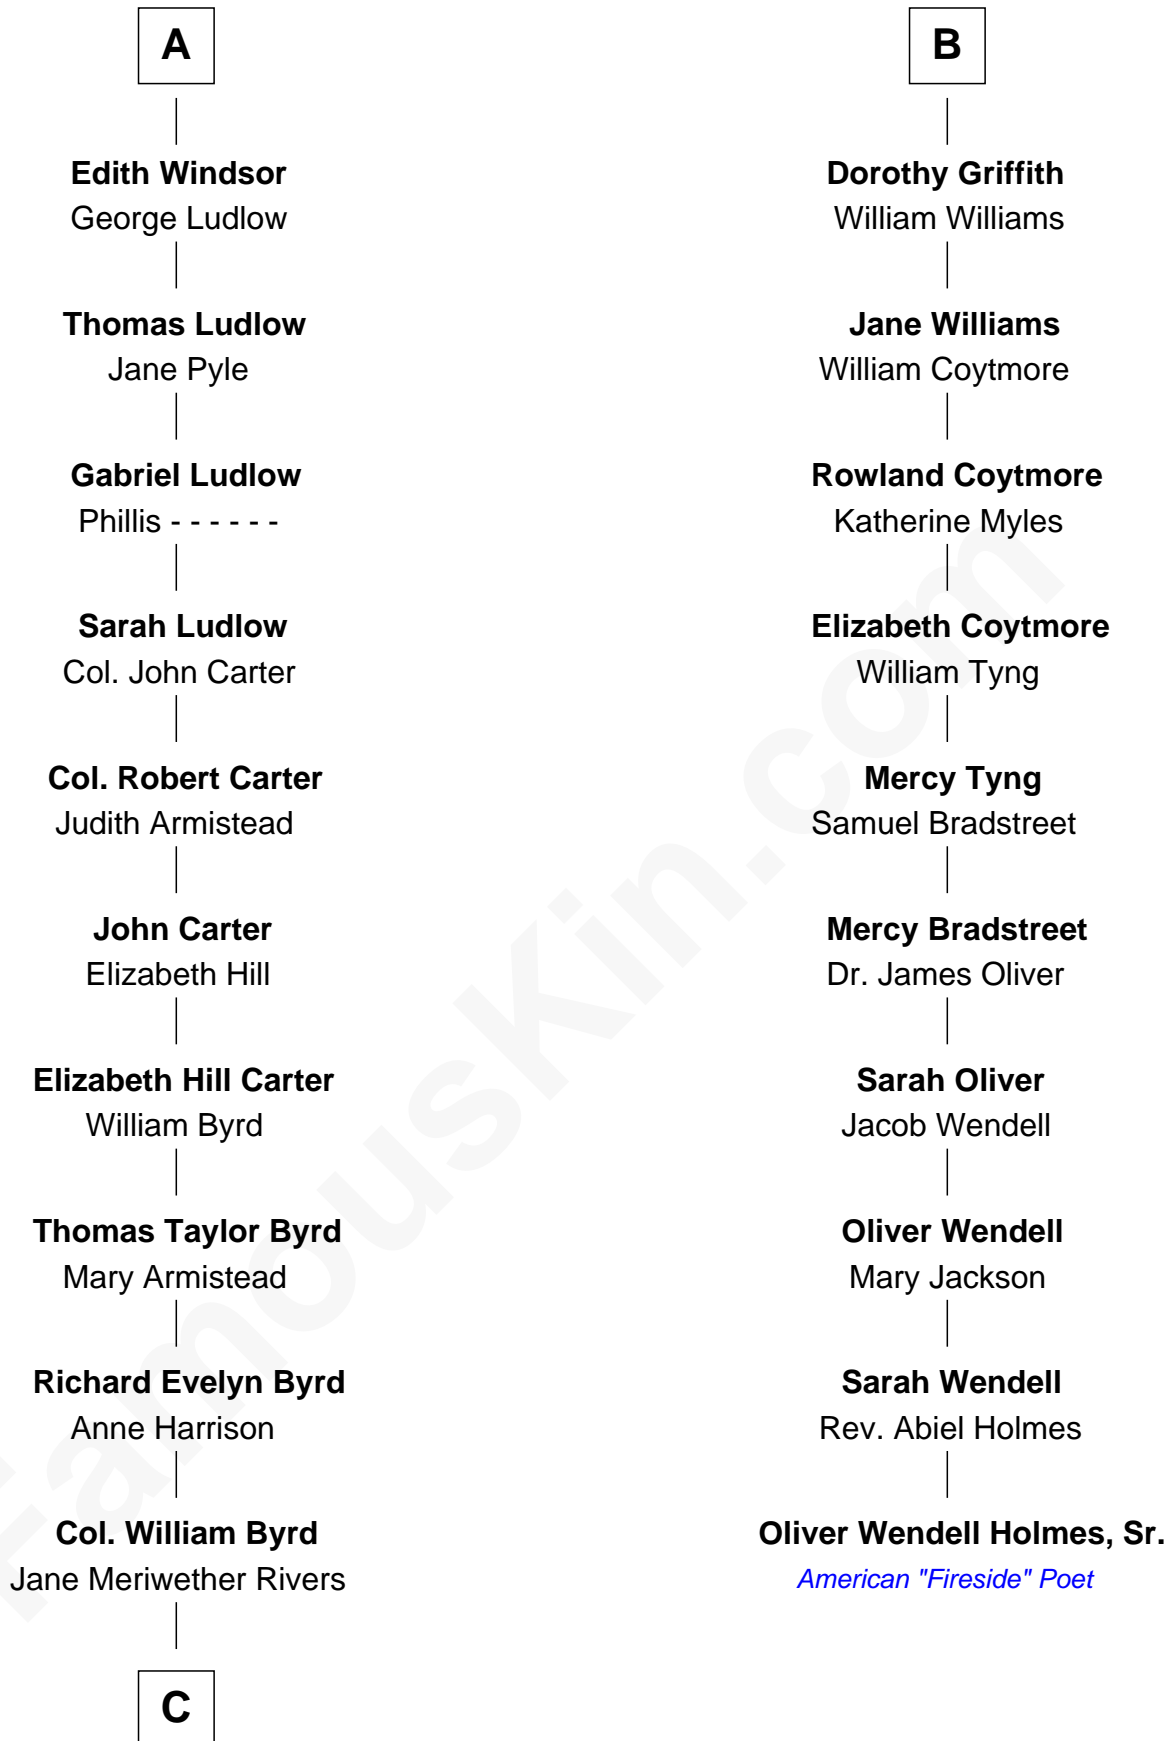 A
Edith Windsor
George Ludlow
Thomas Ludlow
Jane Pyle
Gabriel Ludlow
Phillis - - - - - -
Sarah Ludlow
Col. John Carter
Col. Robert Carter
Judith Armistead
John Carter
Elizabeth Hill
Elizabeth Hill Carter
William Byrd
Thomas Taylor Byrd
Mary Armistead
Richard Evelyn Byrd
Anne Harrison
Col. William Byrd
Jane Meriwether Rivers
C
B
Dorothy Griffith
William Williams
Jane Williams
William Coytmore
Rowland Coytmore
Katherine Myles
Elizabeth Coytmore
William Tyng
Mercy Tyng
Samuel Bradstreet
Mercy Bradstreet
Dr. James Oliver
Sarah Oliver
Jacob Wendell
Oliver Wendell
Mary Jackson
Sarah Wendell
Rev. Abiel Holmes
Oliver Wendell Holmes, Sr.
American "Fireside" Poet
FamousKin.com